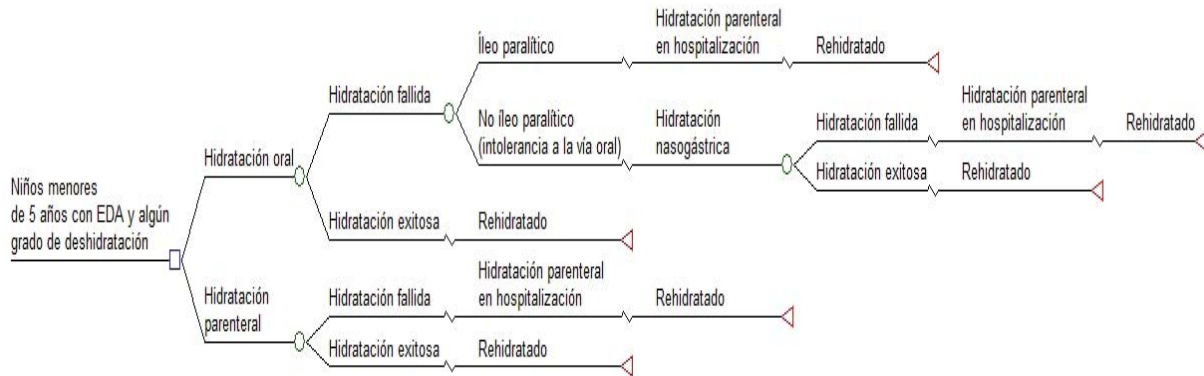 Íleo paralítico
Hidratación parenteral
en hospitalización
Rehidratado
Hidratación fallida
No íleo paralítico
(intolerancia a la vía oral)
Hidratación
nasogástrica
Hidratación fallida
Hidratación parenteral
en hospitalización
Rehidratado
Hidratación exitosa
Rehidratado
Hidratación oral
Hidratación exitosa
Rehidratado
Niños menores
de 5 años con EDA y algún
grado de deshidratación
Hidratación
parenteral
Hidratación fallida
Hidratación parenteral
en hospitalización
Rehidratado
Hidratación exitosa
Rehidratado